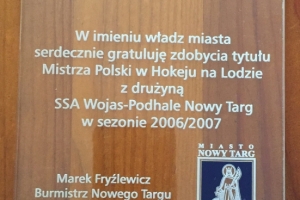 W imieniu władz miasta
serdecznie gratuluję zdobycia tytułu
Mistrza Polski w Hokeju na Lodzie
z drużyną
SSA Wojas-Podhale Nowy Targ
w sezonie 2006/2007
MIASTO
NOWY TARG
Marek Fryźlewicz
Burmistrz Nowego Targu